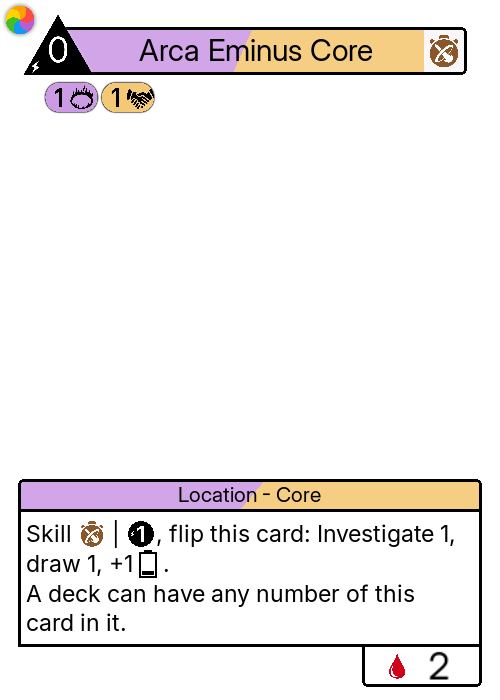 0 Arca Eminus Core
1 1
Location - Core
Skill | 1, flip this card: Investigate 1,
draw 1, +1 .
A deck can have any number of this
card in it.
2